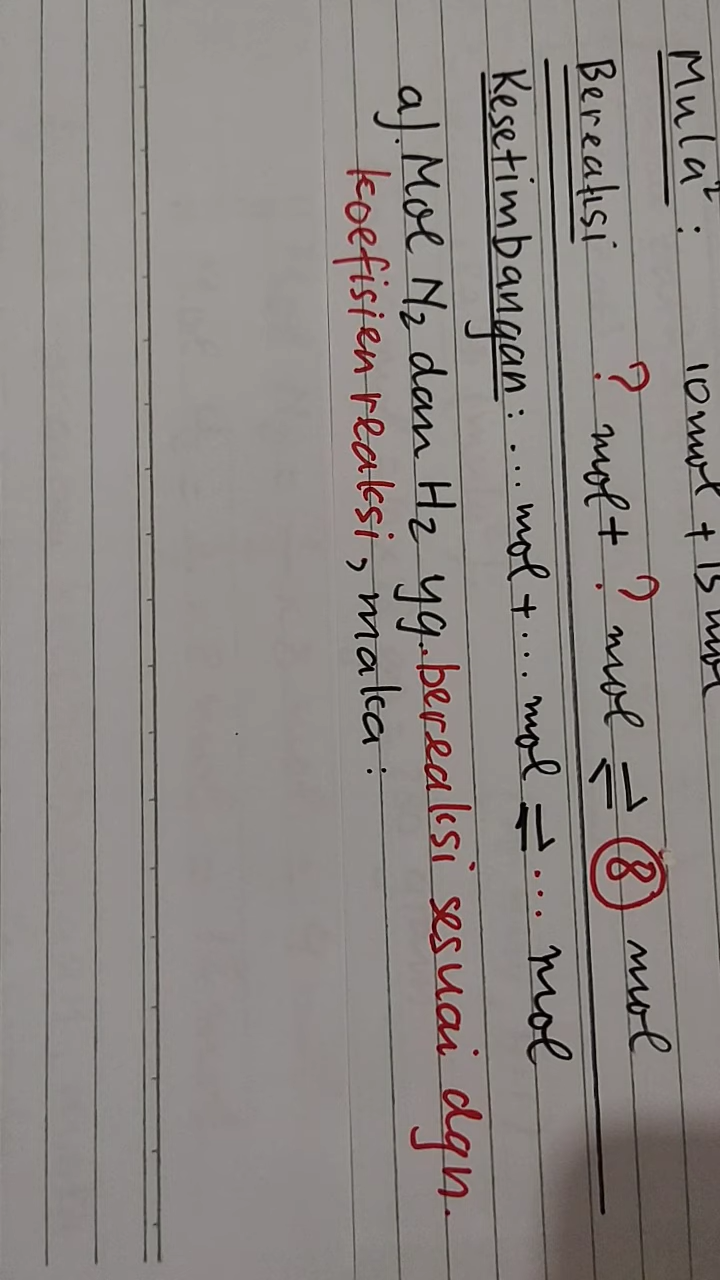 Mula²: 10 mol + 15 mol
Bereaksi ? mol + ? mol ⇌ 8 mol
Kesetimbangan: ... mol + ... mol ⇌ ... mol
a). Mol N2 dan H2 yg. bereaksi sesuai dgn.
koefisien reaksi, maka: